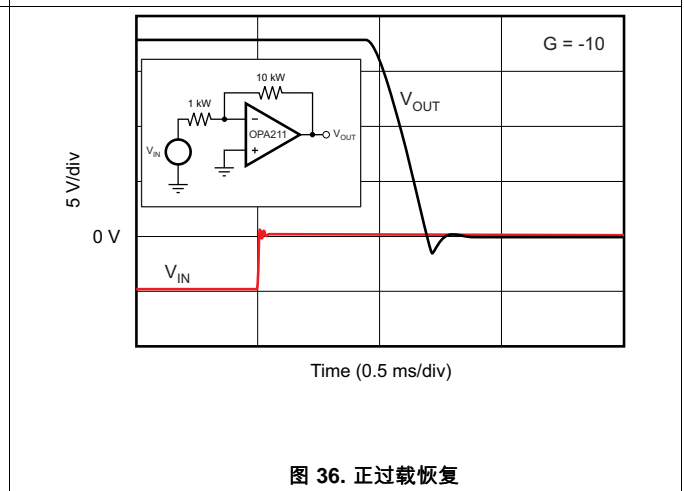 G = -10
10 kW
1 kW
V_OUT
OPA211
V_IN
V_OUT
5 V/div
0 V
V_IN
Time (0.5 ms/div)
图 36. 正过载恢复